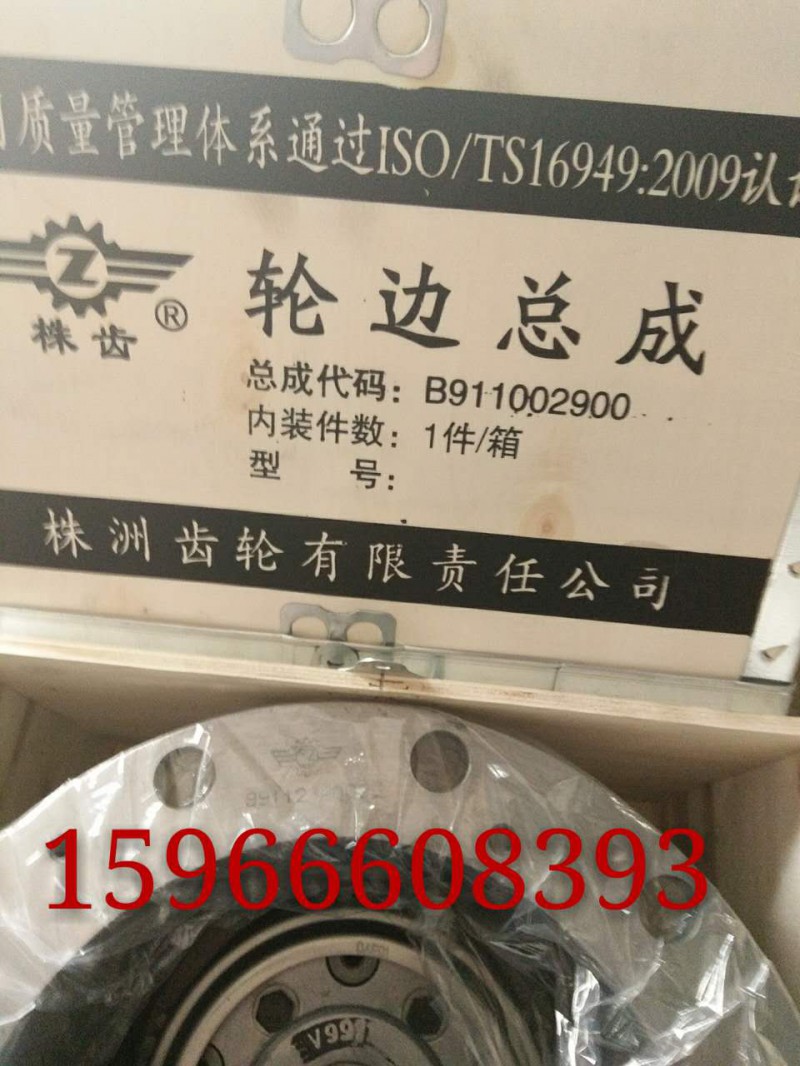 质量管理体系通过ISO/TS16949:2009认
Z
株齿
®
轮边总成
总成代码：B911002900
内装件数：1件/箱
型 号：
株洲齿轮有限责任公司
15966608393